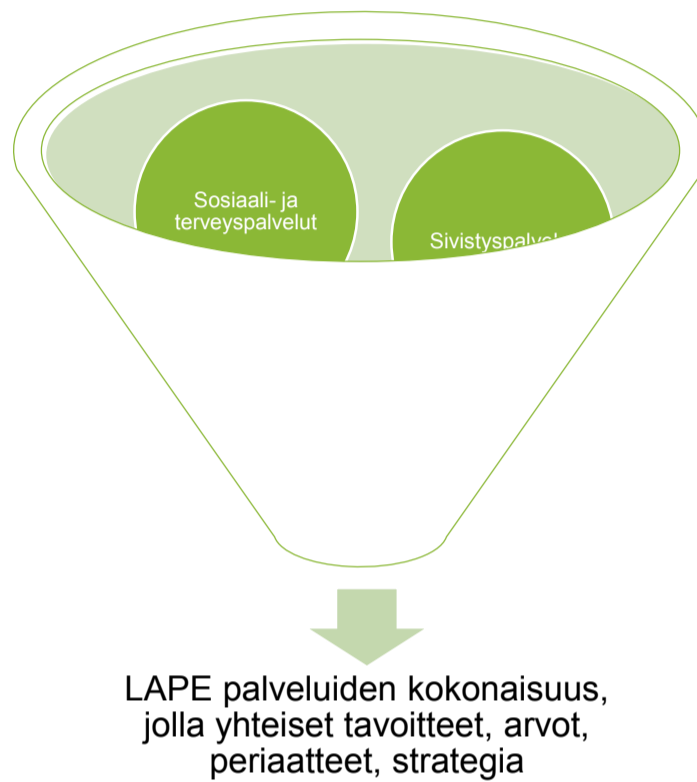 Sosiaali- ja
terveyspalvelut
LAPE palveluiden kokonaisuus,
jolla yhteiset tavoitteet, arvot,
periaatteet, strategia